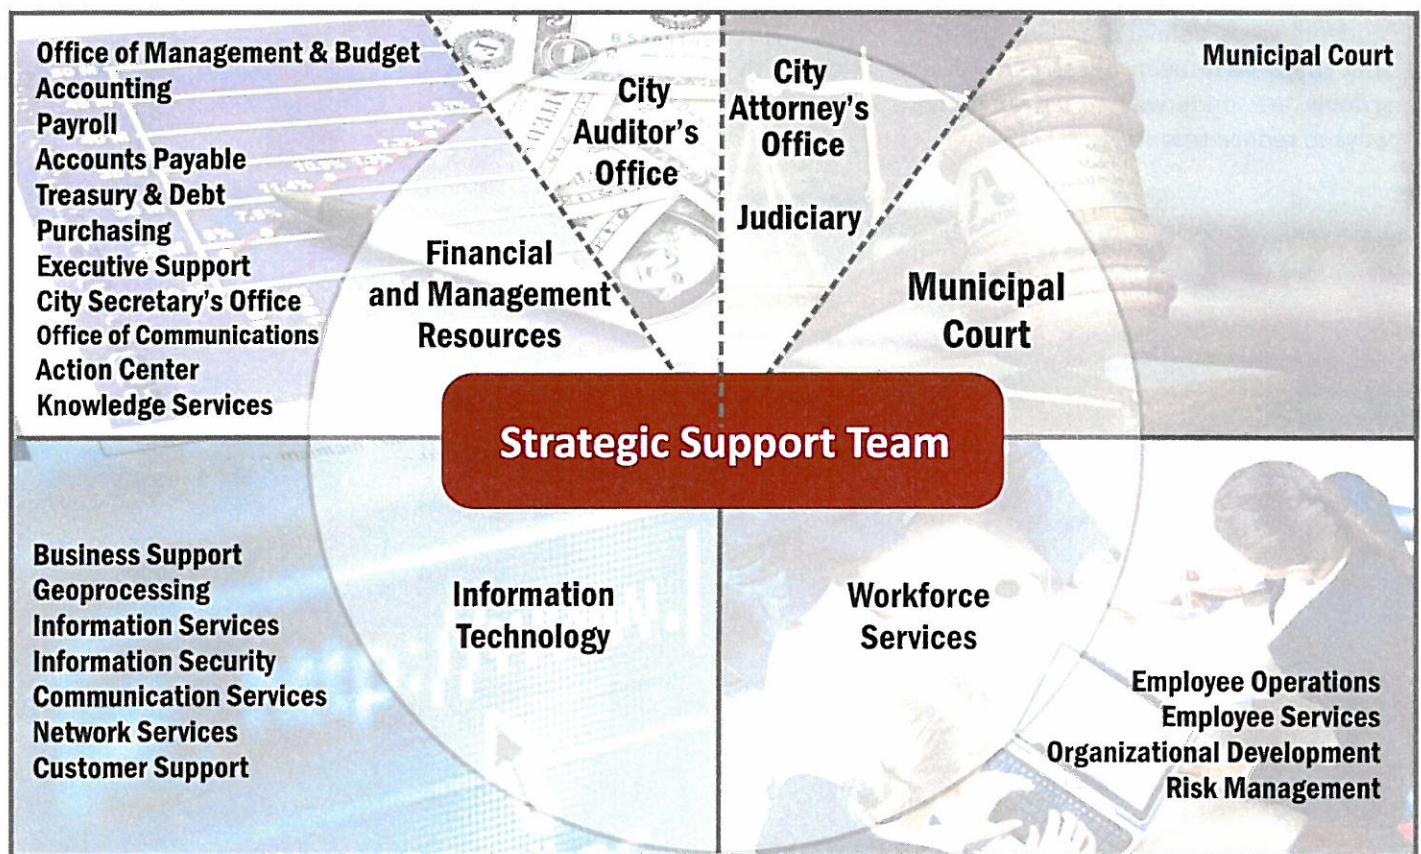 Office of Management & Budget
Accounting
Payroll
Accounts Payable
Treasury & Debt
Purchasing
Executive Support
City Secretary's Office
Office of Communications
Action Center
Knowledge Services
Financial
and Management
Resources
City
Auditor's
Office
City
Attorney's
Office
Judiciary
Municipal
Court
Municipal Court
Strategic Support Team
Business Support
Geoprocessing
Information Services
Information Security
Communication Services
Network Services
Customer Support
Information
Technology
Workforce
Services
Employee Operations
Employee Services
Organizational Development
Risk Management